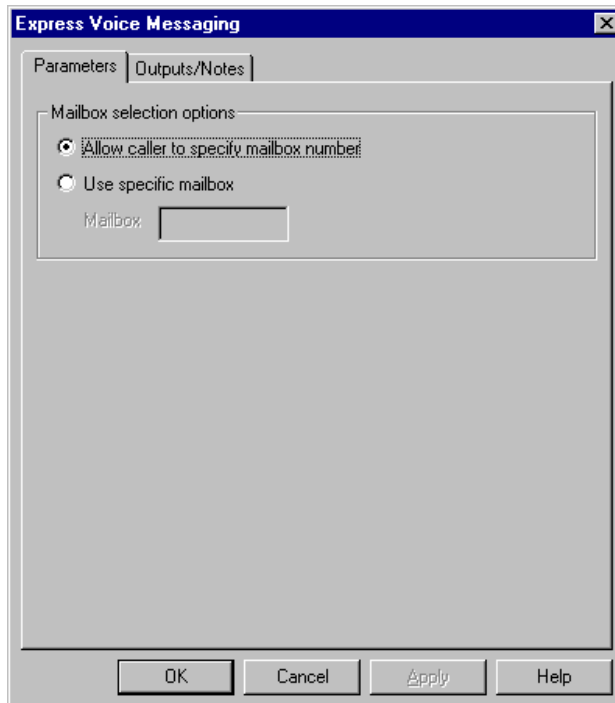 Express Voice Messaging
Parameters Outputs/Notes
Mailbox selection options
Allow caller to specify mailbox number
Use specific mailbox
Mailbox
OK Cancel Apply Help